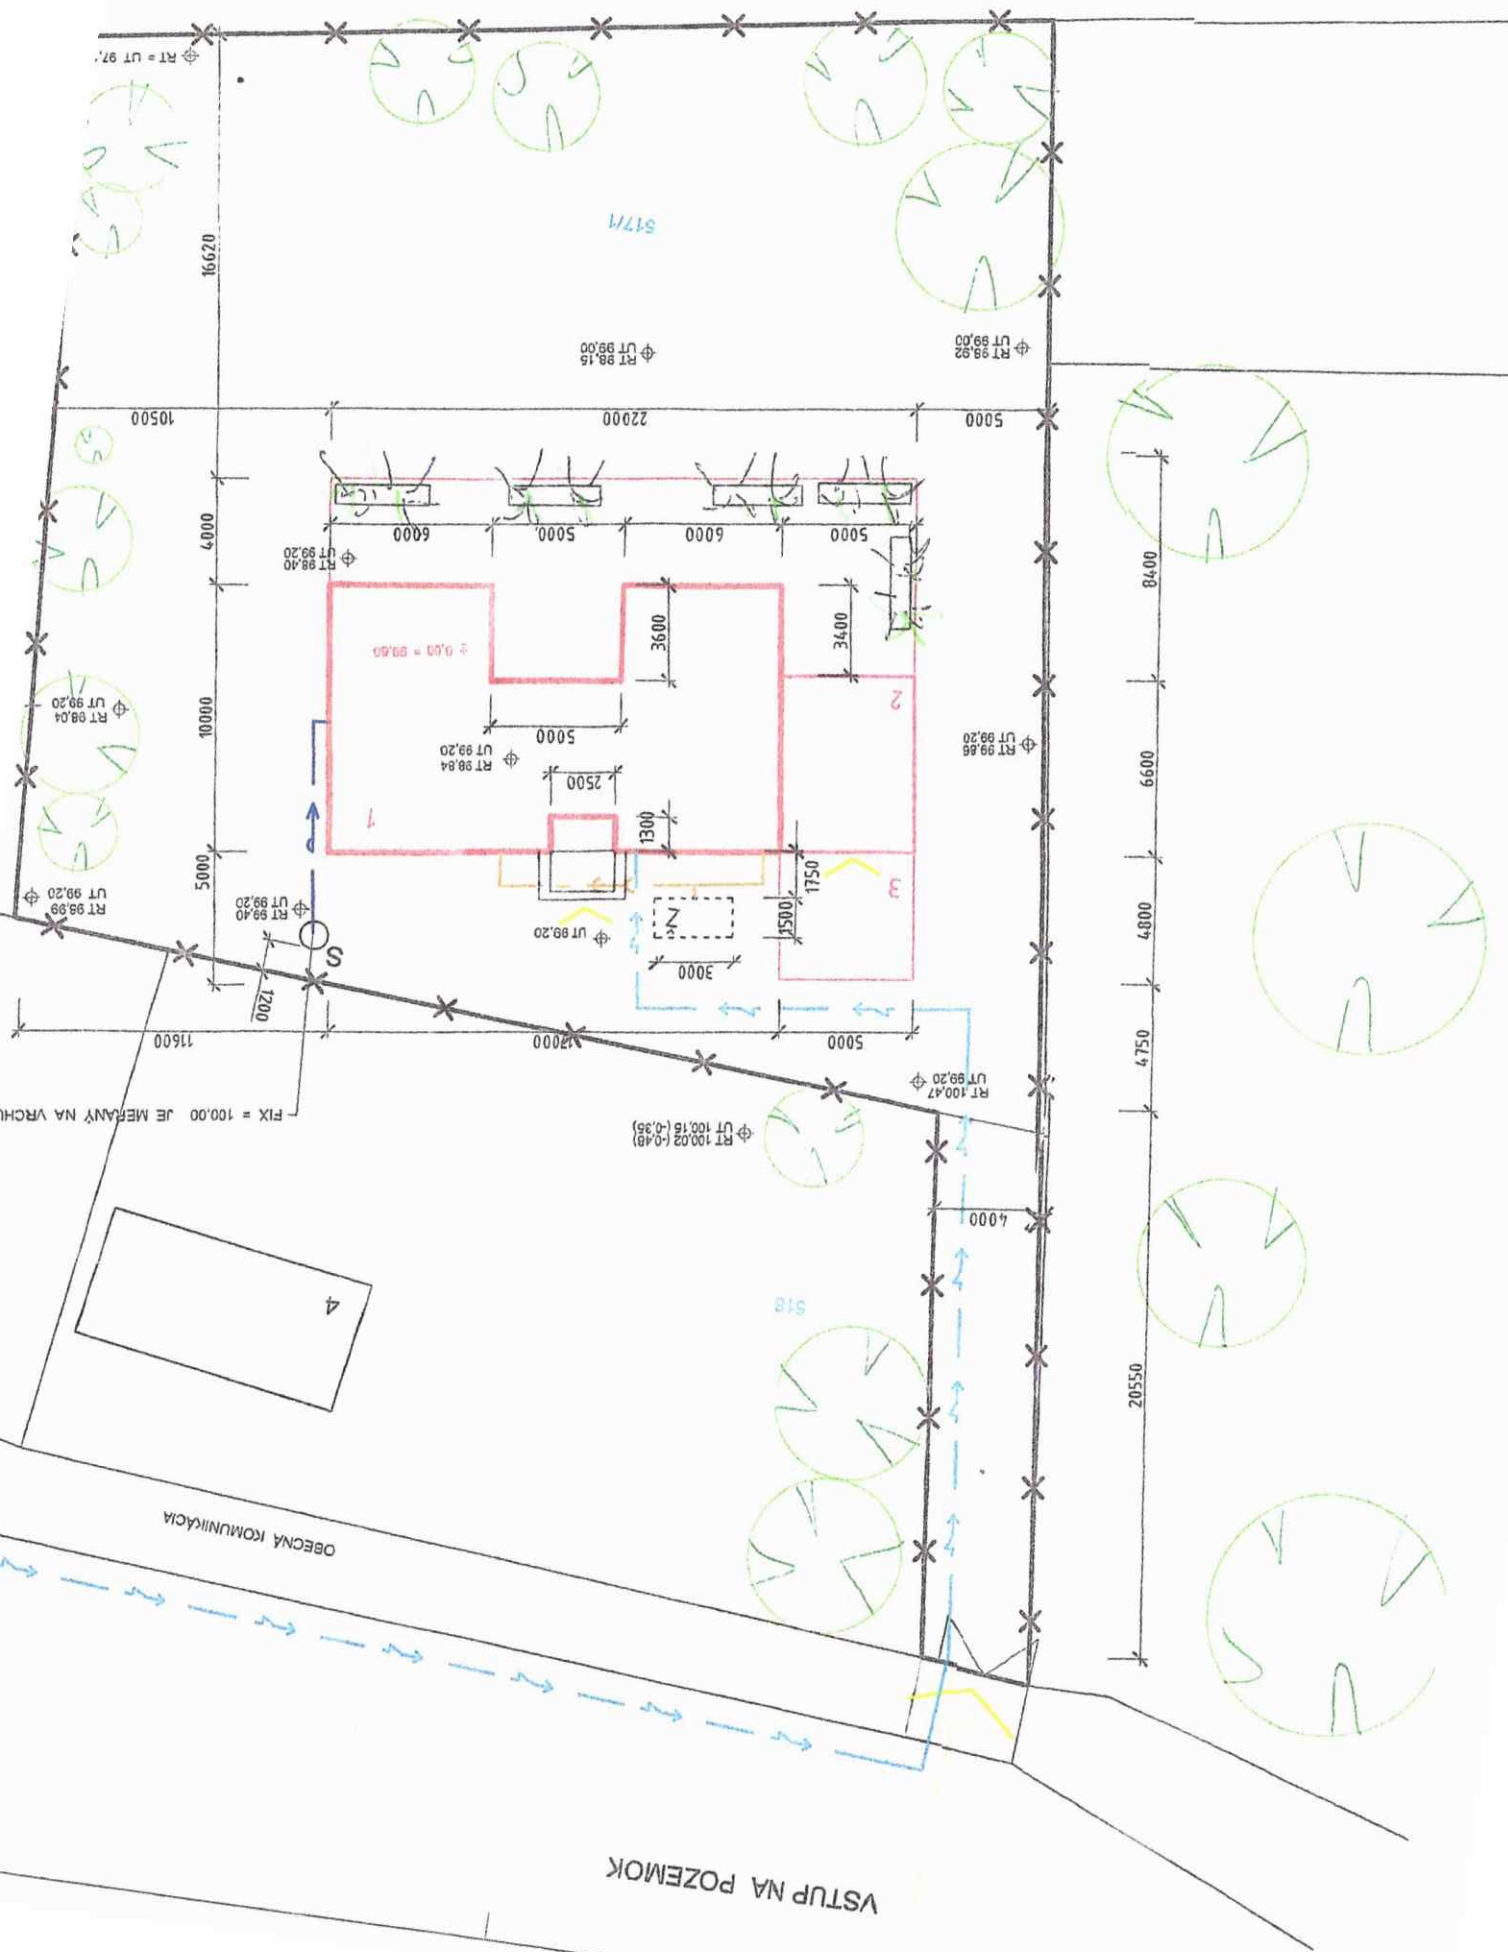 VSTUP NA POZEMOK
OBECNÁ KOMUNIKÁCIA
20550
4
518
4000
RT 100,02 (-0,48)
UT 100,15 (-0,35)
FIX = 100,00 JE MERANÝ NA
RT 100,47
UT 99,20
4750
5000
17000
11600
1200
S
3000
Ž
1500
1750
4800
3
UT 99,20
RT 99,40
UT 99,20
RT 98,99
UT 99,20
5000
1
1300
2500
6600
RT 98,84
UT 99,20
5000
RT 99,66
UT 99,20
RT 98,04
UT 99,20
10000
2
± 0,00 = 99,60
3600
3400
8400
RT 98,40
UT 99,20
4000
5000
6000
5000
6000
5000
22000
10500
RT 98,92
UT 99,00
RT 98,15
UT 99,00
16620
517/1
RT = UT 97,